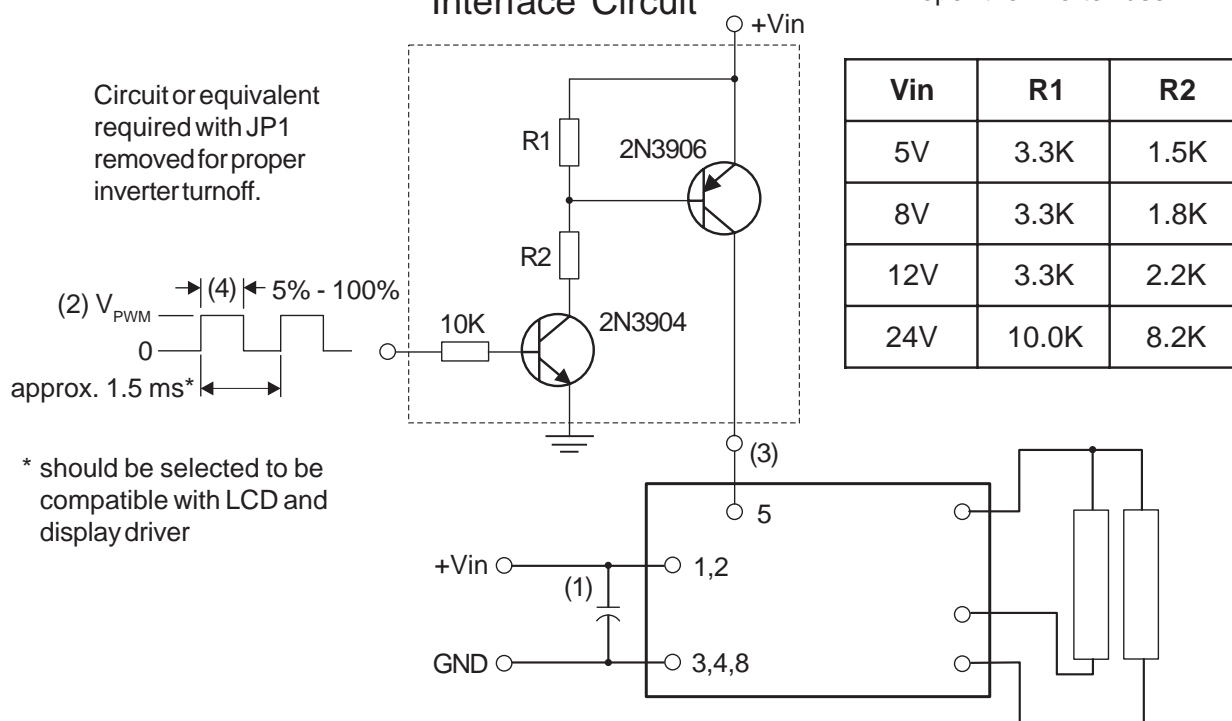 Interface Circuit
+Vin
Circuit or equivalent
required with JP1
removed for proper
inverter turnoff.
R1
2N3906
R2
(2) VPWM
(4)
5% - 100%
0
approx. 1.5 ms*
10K
2N3904
Vin R1 R2
5V 3.3K 1.5K
8V 3.3K 1.8K
12V 3.3K 2.2K
24V 10.0K 8.2K
* should be selected to be
compatible with LCD and
display driver
(3)
5
+Vin
1,2
(1)
GND
3,4,8